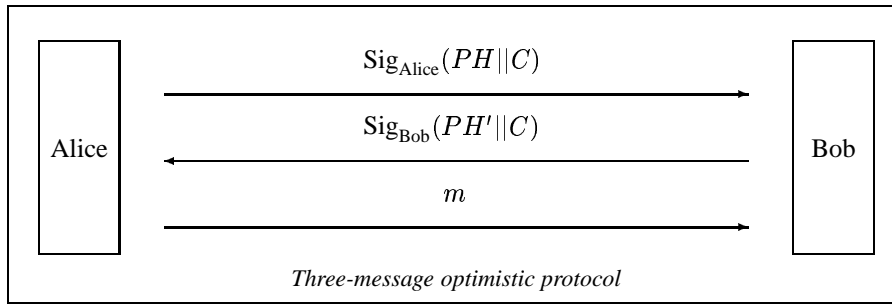 Sig_Alice(PH||C)
Alice
Sig_Bob(PH'||C)
Bob
m
Three-message optimistic protocol